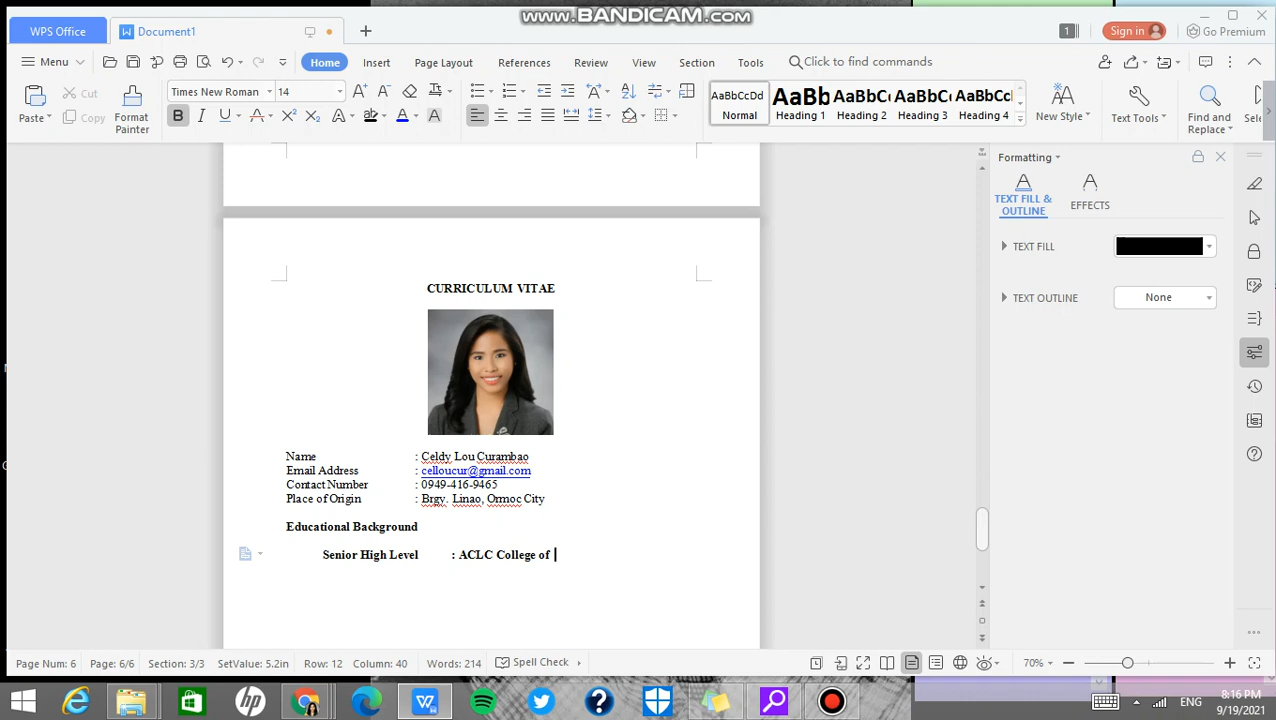 www.BANDICAM.com
WPS Office
Document1
1
Sign in
Go Premium
Menu
Home
Insert
Page Layout
References
Review
View
Section
Tools
Click to find commands
Paste
Cut
Copy
Format Painter
Times New Roman
14
AaBbCcDd
Normal
AaBb
Heading 1
AaBbC
Heading 2
AaBbC
Heading 3
AaBbC
Heading 4
New Style
Text Tools
Find and Replace
Formatting
TEXT FILL & OUTLINE
EFFECTS
TEXT FILL
TEXT OUTLINE
None
CURRICULUM VITAE
Name : Celdy Lou Curambao
Email Address : celloucur@gmail.com
Contact Number : 0949-416-9465
Place of Origin : Brgy. Linao, Ormoc City
Educational Background
Senior High Level : ACLC College of
Page Num: 6
Page: 6/6
Section: 3/3
SetValue: 5.2in
Row: 12
Column: 40
Words: 214
Spell Check
70%
ENG
8:16 PM
9/19/2021